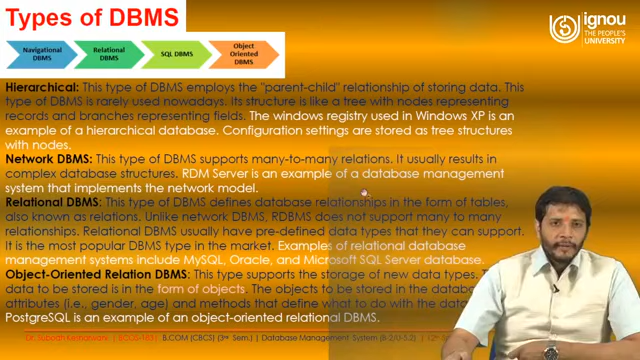 Types of DBMS
ignou
THE PEOPLE'S
UNIVERSITY
Navigational
DBMS
Relational
DBMS
SQL DBMS
Object
Oriented
DBMS
Hierarchical: This type of DBMS employs the "parent-child" relationship of storing data. This
type of DBMS is rarely used nowadays. Its structure is like a tree with nodes representing
records and branches representing fields. The windows registry used in Windows XP is an
example of a hierarchical database. Configuration settings are stored as tree structures
with nodes.
Network DBMS: This type of DBMS supports many-to-many relations. It usually results in
complex database structures. RDM Server is an example of a database management
system that implements the network model.
Relational DBMS: This type of DBMS defines database relationships in the form of tables,
also known as relations. Unlike network DBMS, RDBMS does not support many to many
relationships. Relational DBMS usually have pre-defined data types that they can support.
It is the most popular DBMS type in the market. Examples of relational database
management systems include MySQL, Oracle, and Microsoft SQL Server database.
Object-Oriented Relation DBMS: This type supports the storage of new data types.
data to be stored is in the form of objects. The objects to be stored in the
attributes (i.e., gender, age) and methods that define what to do with the
PostgreSQL is an example of an object-oriented relational DBMS.
Dr. Subodh Kesharwani | BCOS-183 | B.COM (CBCS) (3rd Sem.) | Database Management System (B-2/U-5.2) | 12th